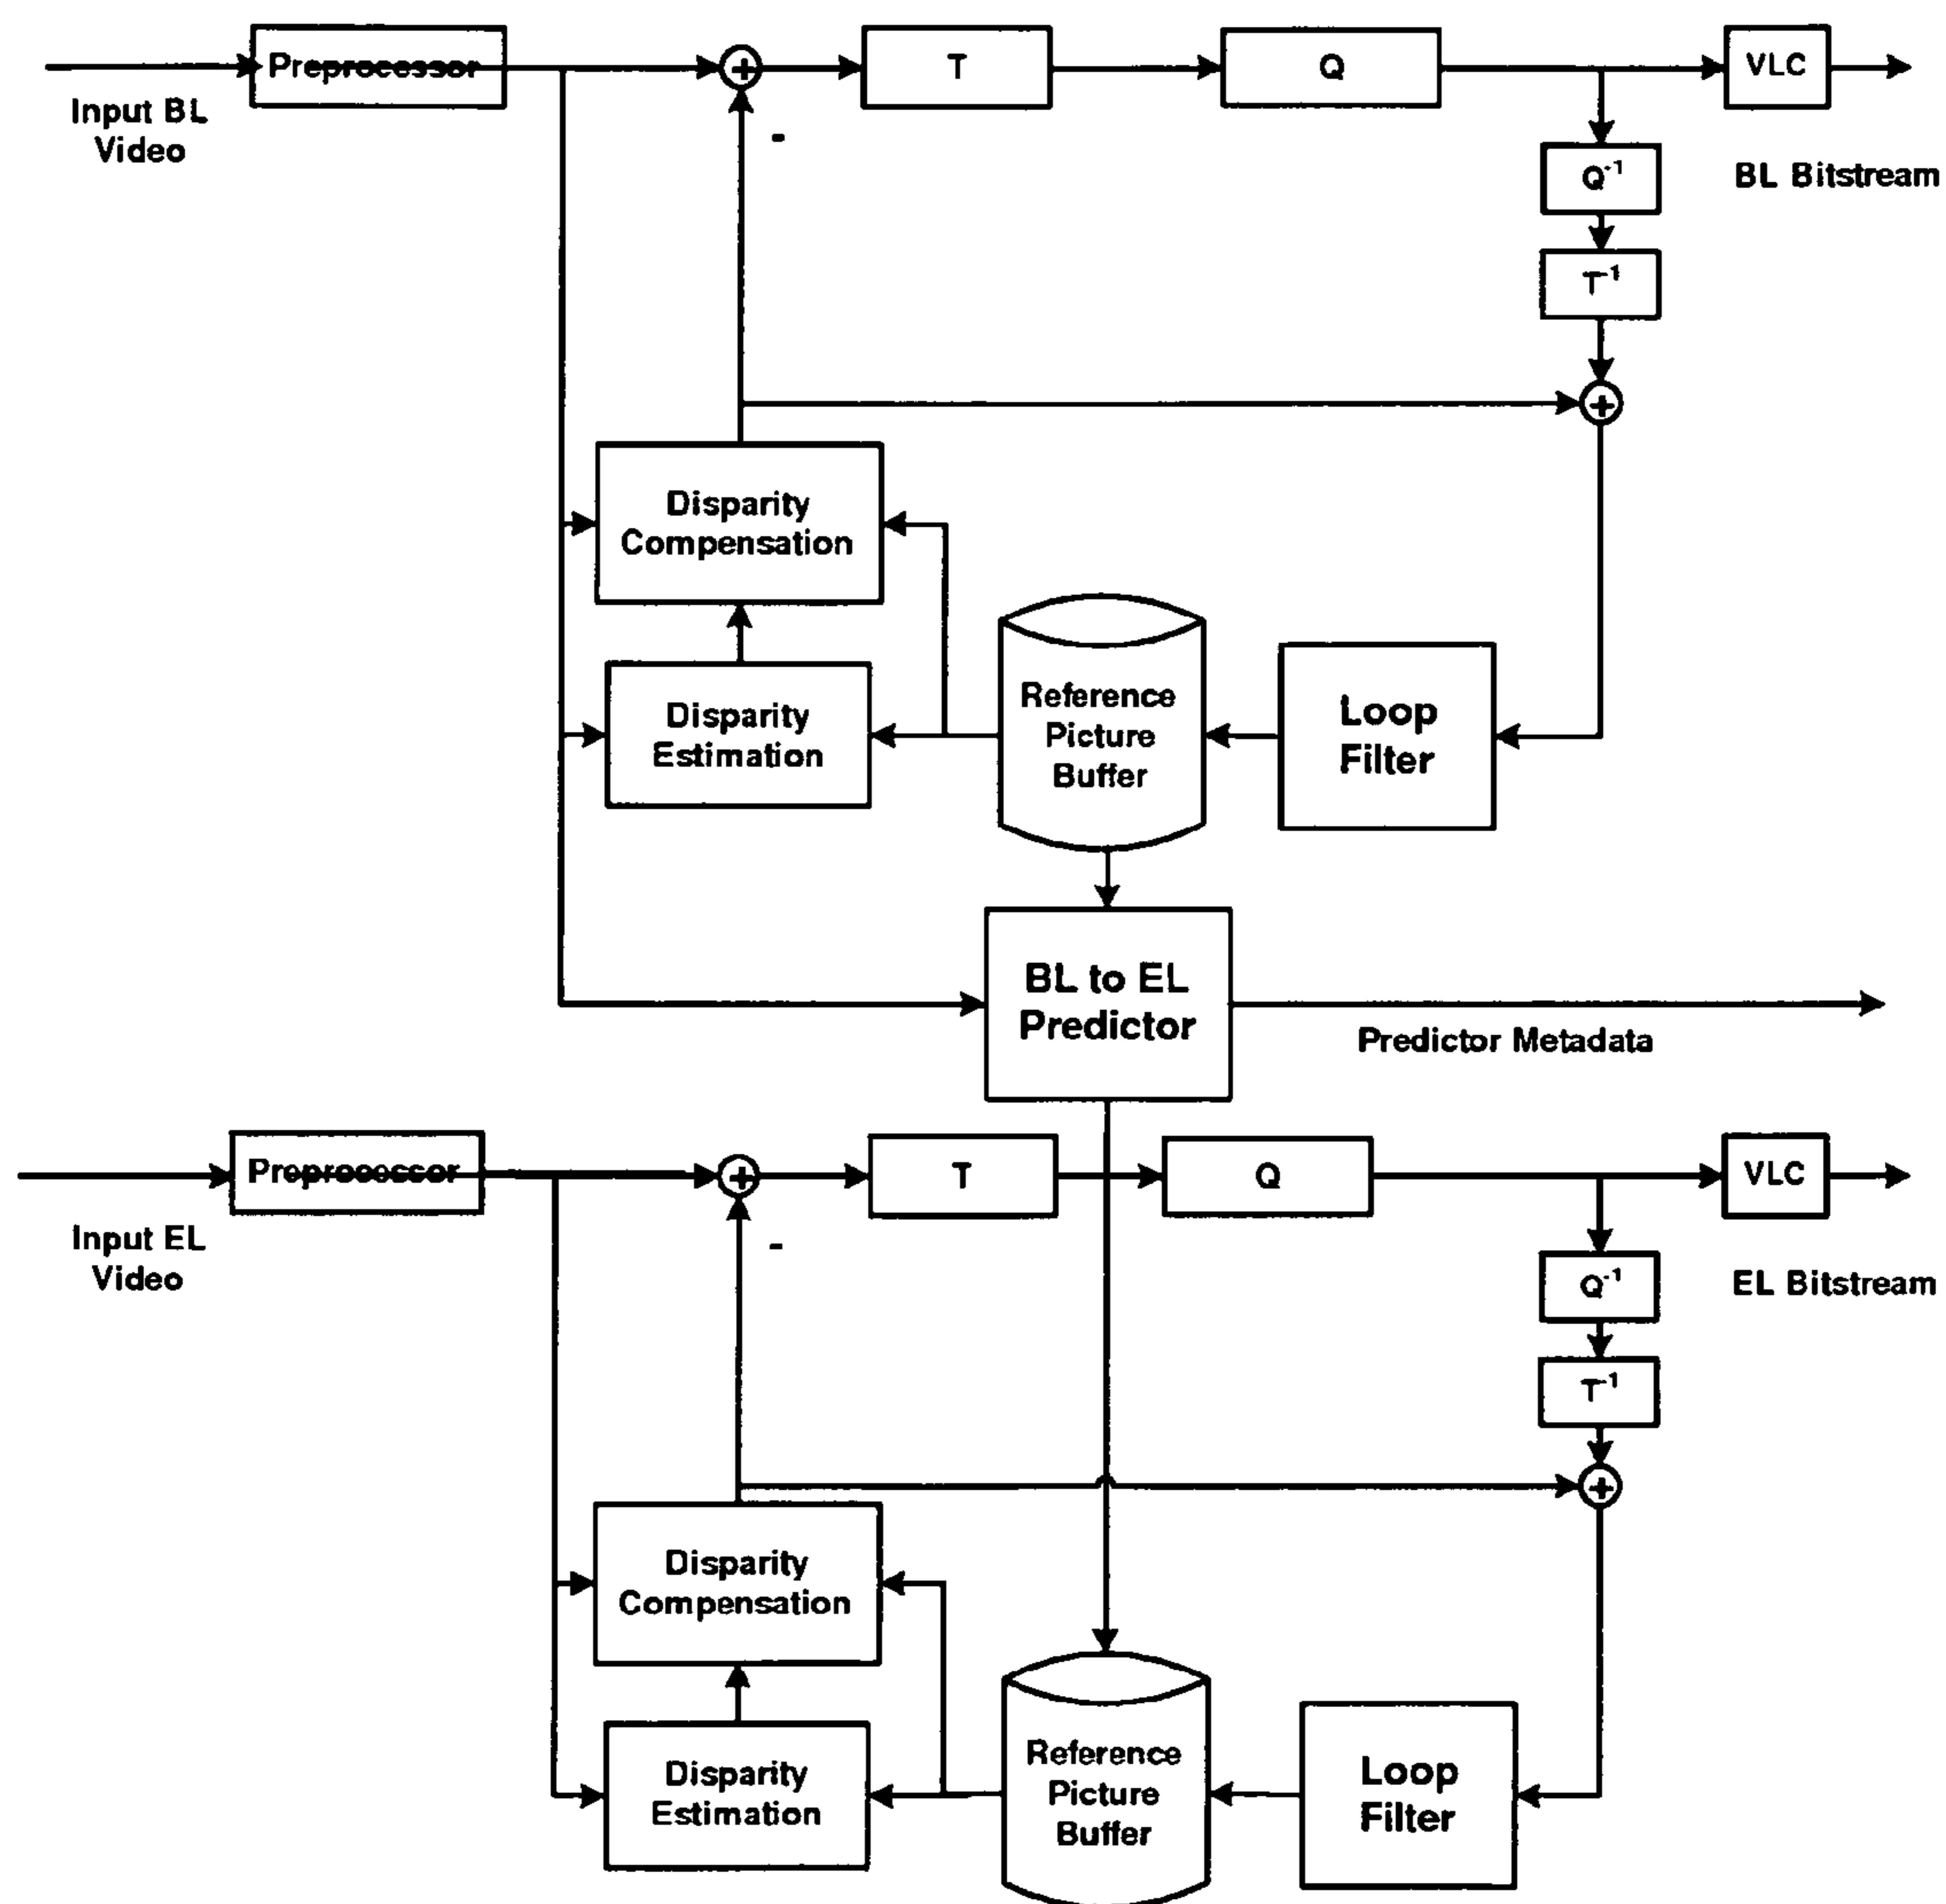 Preprocessor
+
T
Q
VLC
Input BL
Video
-
Q-1
BL Bitstream
T-1
+
Disparity
Compensation
Disparity
Estimation
Reference
Picture
Buffer
Loop
Filter
BL to EL
Predictor
Predictor Metadata
Preprocessor
+
T
Q
VLC
Input EL
Video
-
Q-1
EL Bitstream
T-1
+
Disparity
Compensation
Disparity
Estimation
Reference
Picture
Buffer
Loop
Filter